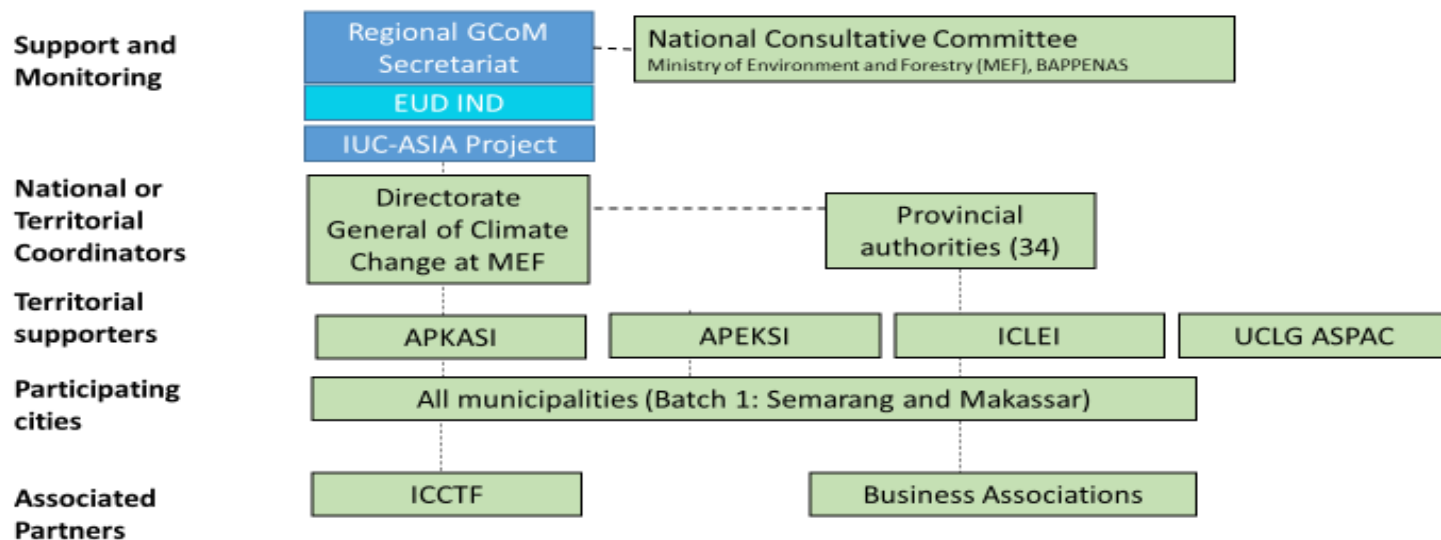 Support and
Monitoring
Regional GCoM
Secretariat
National Consultative Committee
Ministry of Environment and Forestry (MEF), BAPPENAS
EUD IND
IUC-ASIA Project
National or
Territorial
Coordinators
Directorate
General of Climate
Change at MEF
Provincial
authorities (34)
Territorial
supporters
APKASI
APEKSI
ICLEI
UCLG ASPAC
Participating
cities
All municipalities (Batch 1: Semarang and Makassar)
Associated
Partners
ICCTF
Business Associations